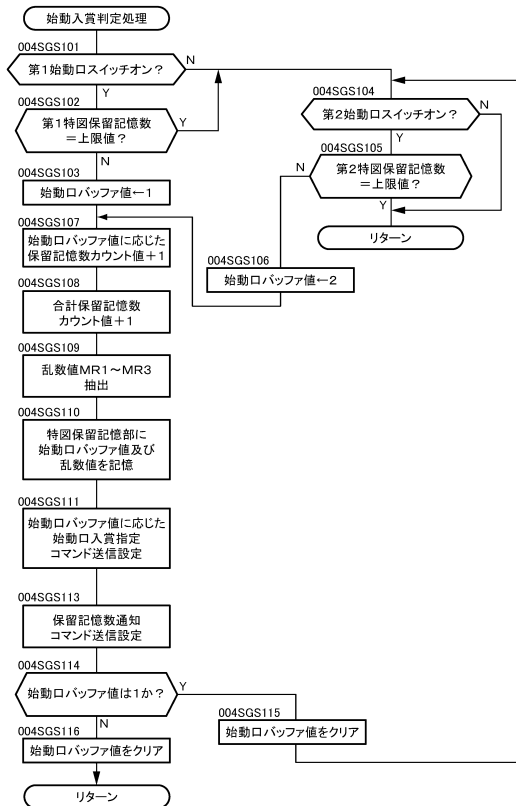 始動入賞判定処理
004SGS101
第1始動口スイッチオン？
N
Y
004SGS102
第1特図保留記憶数
＝上限値？
Y
N
004SGS103
始動口バッファ値←1
004SGS104
第2始動口スイッチオン？
N
Y
004SGS105
第2特図保留記憶数
＝上限値？
N
Y
リターン
004SGS106
始動口バッファ値←2
004SGS107
始動口バッファ値に応じた
保留記憶数カウント値＋1
004SGS108
合計保留記憶数
カウント値＋1
004SGS109
乱数値MR1～MR3
抽出
004SGS110
特図保留記憶部に
始動口バッファ値及び
乱数値を記憶
004SGS111
始動口バッファ値に応じた
始動口入賞指定
コマンド送信設定
004SGS113
保留記憶数通知
コマンド送信設定
004SGS114
始動口バッファ値は1か？
Y
N
004SGS115
始動口バッファ値をクリア
004SGS116
始動口バッファ値をクリア
リターン